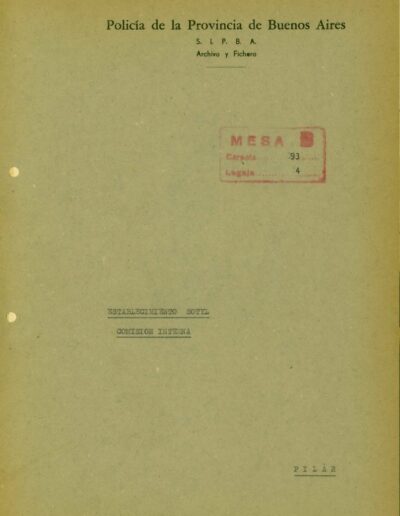 Policía de la Provincia de Buenos Aires
S. I. P. B. A.
Archivo y Fichero
MESA B
Carpeta 93
Legajo 4
ESTABLECIMIENTO SOTYL
COMISION INTERNA
PILAR